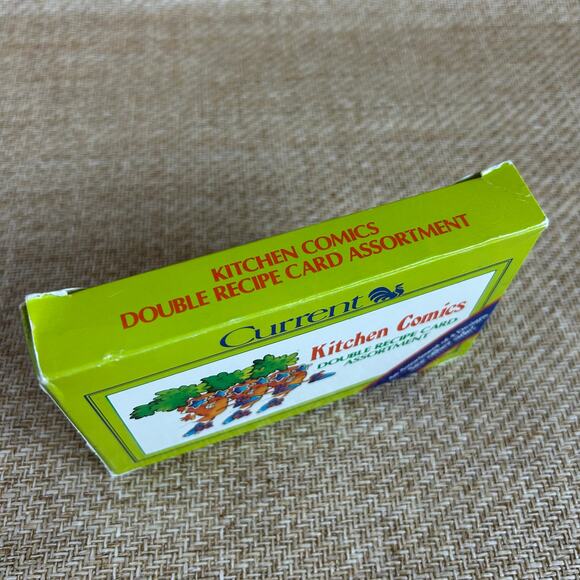 KITCHEN COMICS
DOUBLE RECIPE CARD ASSORTMENT
Current
Kitchen Comics
DOUBLE RECIPE CARD
ASSORTMENT